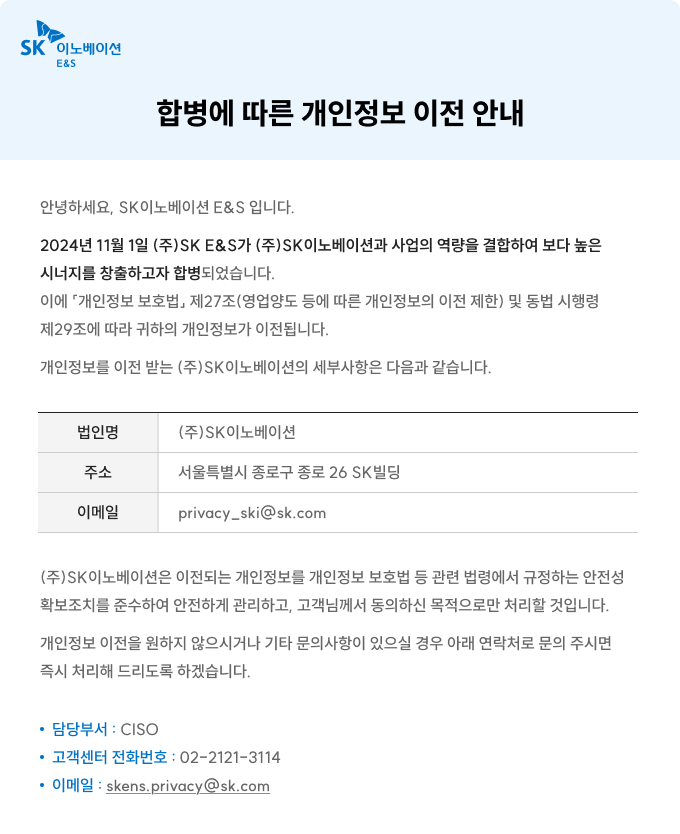 SK 이노베이션
E&S
합병에 따른 개인정보 이전 안내
안녕하세요, SK이노베이션 E&S 입니다.
2024년 11월 1일 (주)SK E&S가 (주)SK이노베이션과 사업의 역량을 결합하여 보다 높은
시너지를 창출하고자 합병되었습니다.
이에 「개인정보 보호법」 제27조(영업양도 등에 따른 개인정보의 이전 제한) 및 동법 시행령
제29조에 따라 귀하의 개인정보가 이전됩니다.
개인정보를 이전 받는 (주)SK이노베이션의 세부사항은 다음과 같습니다.
법인명 (주)SK이노베이션
주소 서울특별시 종로구 종로 26 SK빌딩
이메일 privacy_ski@sk.com
(주)SK이노베이션은 이전되는 개인정보를 개인정보 보호법 등 관련 법령에서 규정하는 안전성
확보조치를 준수하여 안전하게 관리하고, 고객님께서 동의하신 목적으로만 처리할 것입니다.
개인정보 이전을 원하지 않으시거나 기타 문의사항이 있으실 경우 아래 연락처로 문의 주시면
즉시 처리해 드리도록 하겠습니다.
• 담당부서 : CISO
• 고객센터 전화번호 : 02-2121-3114
• 이메일 : skens.privacy@sk.com